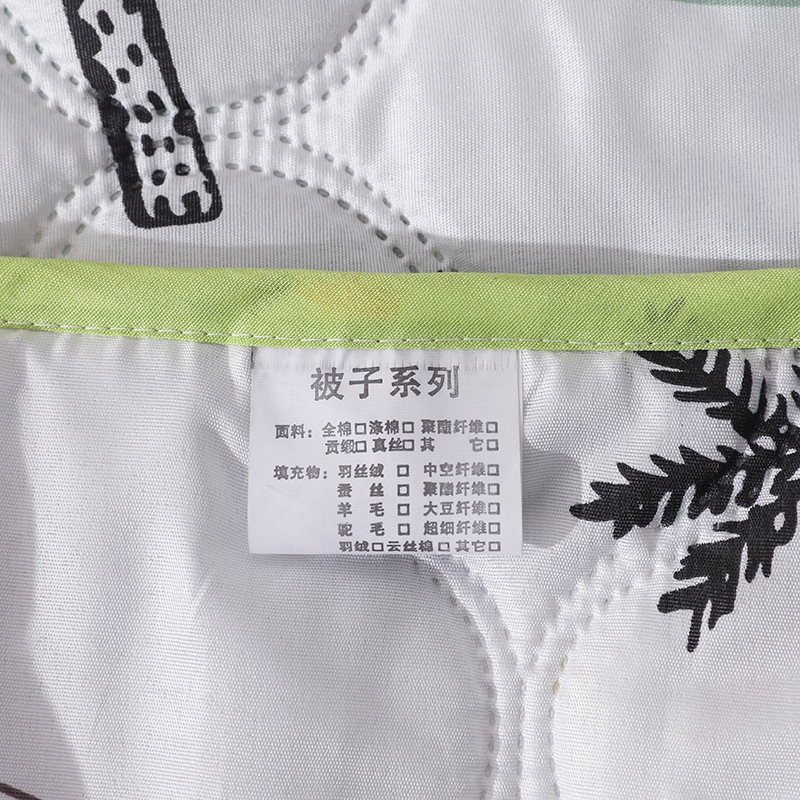 被子系列
面料：全棉□涤棉□ 聚酯纤维□
贡缎□真丝□其 它□
填充物：羽丝绒 □ 中空纤维□
蚕 丝 □ 聚酯纤维□
羊 毛 □ 大豆纤维□
驼 毛 □ 超细纤维□
羽绒□云丝棉□其它□